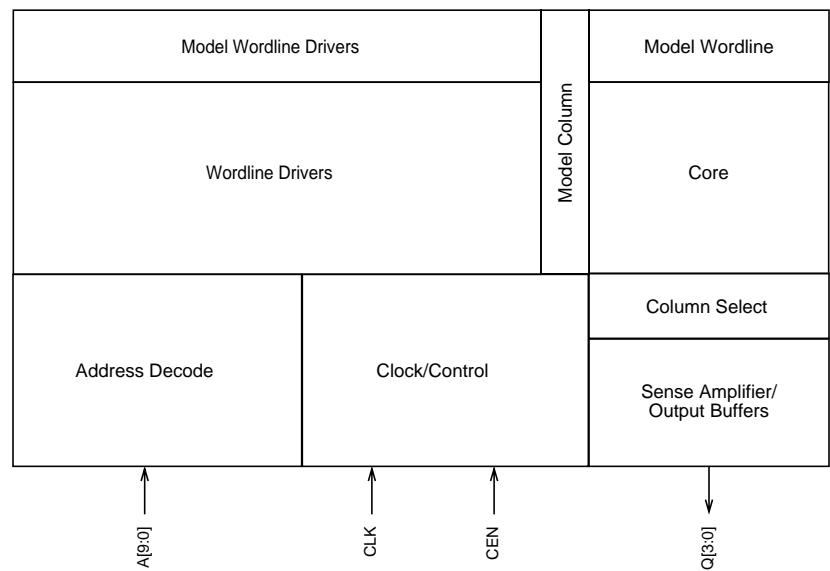 Model Wordline Drivers
Model Column
Model Wordline
Wordline Drivers
Core
Column Select
Address Decode
Clock/Control
Sense Amplifier/
Output Buffers
A[9:0]
CLK
CEN
Q[3:0]